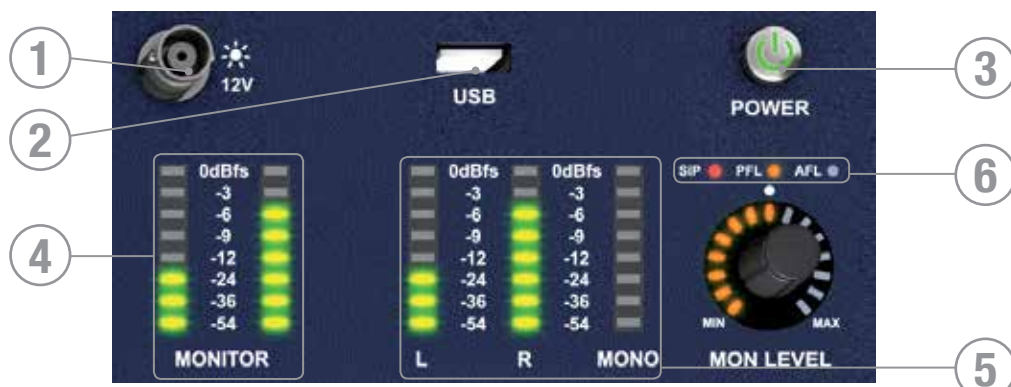 1
12V
2
USB
3
POWER
4
0dBfs
-3
-6
-9
-12
-24
-36
-54
MONITOR
0dBfs
-3
-6
-9
-12
-24
-36
-54
0dBfs
-3
-6
-9
-12
-24
-36
-54
L
R
MONO
5
SIP
PFL
AFL
6
MIN
MAX
MON LEVEL